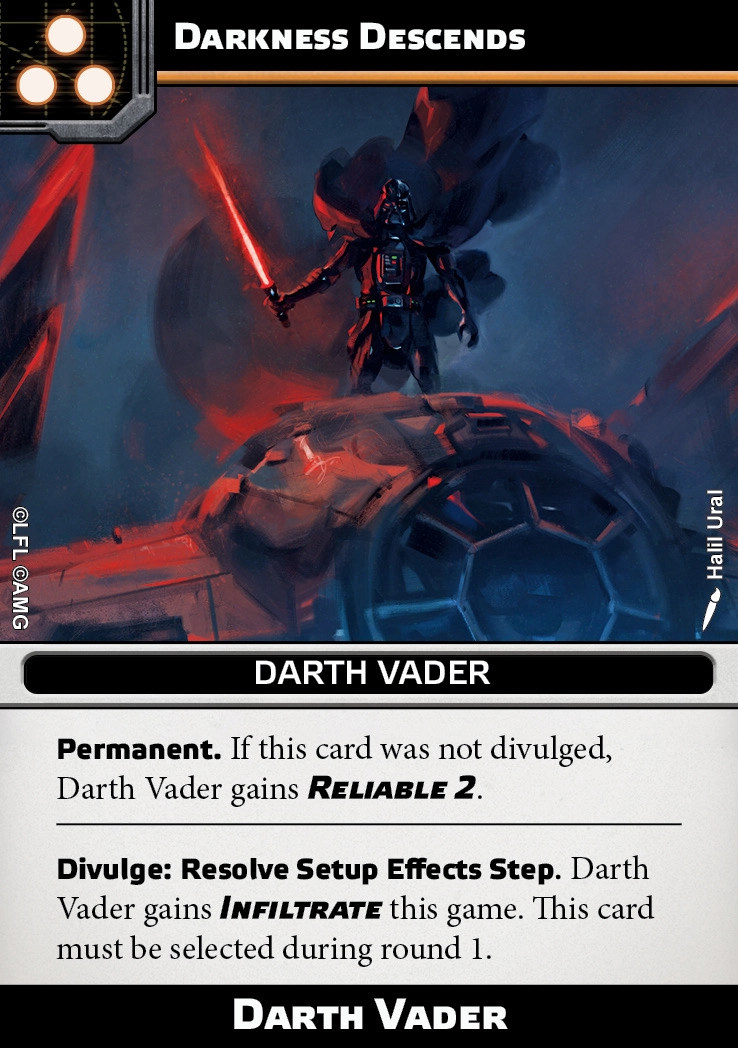 Darkness Descends
©LFL ©AMG
Halil Ural
DARTH VADER
Permanent. If this card was not divulged,
Darth Vader gains Reliable 2.
Divulge: Resolve Setup Effects Step. Darth
Vader gains Infiltrate this game. This card
must be selected during round 1.
Darth Vader